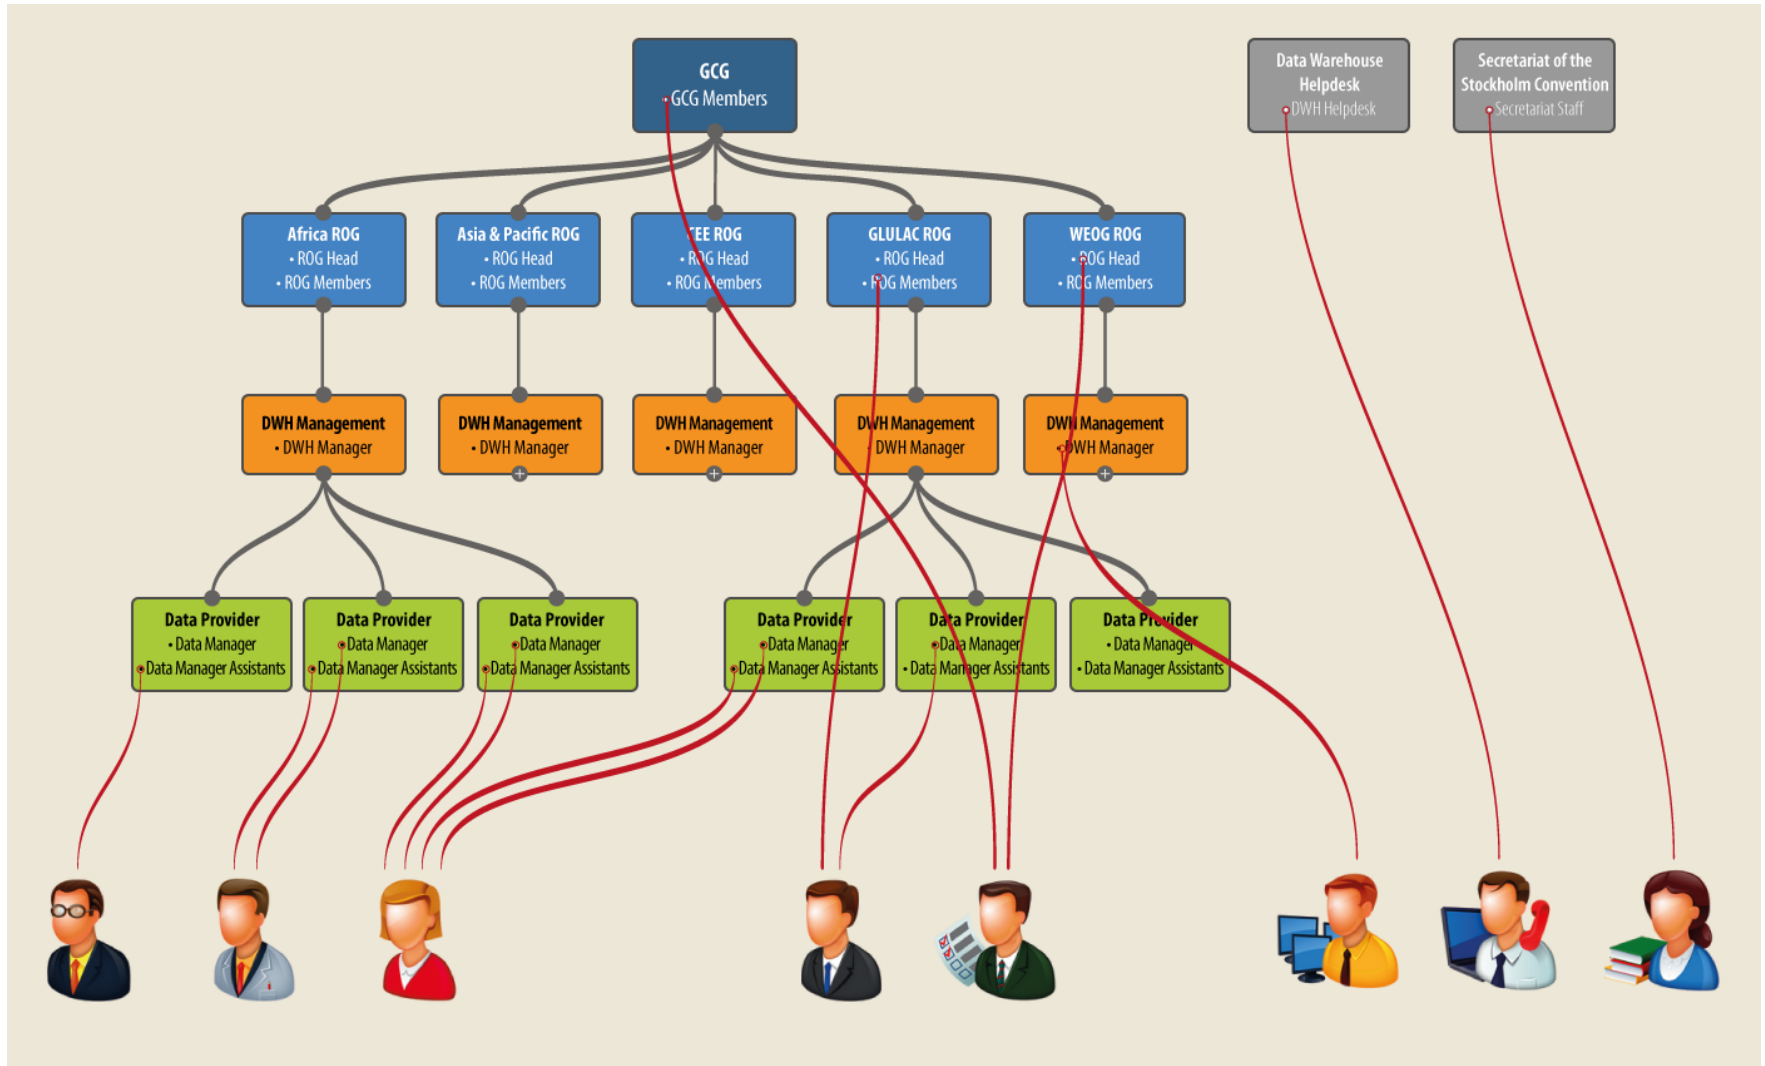 GCG
• GCG Members
Data Warehouse
Helpdesk
• DWH Helpdesk
Secretariat of the
Stockholm Convention
• Secretariat Staff
Africa ROG
• ROG Head
• ROG Members
Asia & Pacific ROG
• ROG Head
• ROG Members
CEE ROG
• ROG Head
• ROG Members
GLULAC ROG
• ROG Head
• ROG Members
WEOG ROG
• ROG Head
• ROG Members
DWH Management
• DWH Manager
DWH Management
• DWH Manager
DWH Management
• DWH Manager
DWH Management
• DWH Manager
DWH Management
• DWH Manager
Data Provider
• Data Manager
• Data Manager Assistants
Data Provider
• Data Manager
• Data Manager Assistants
Data Provider
• Data Manager
• Data Manager Assistants
Data Provider
• Data Manager
• Data Manager Assistants
Data Provider
• Data Manager
• Data Manager Assistants
Data Provider
• Data Manager
• Data Manager Assistants